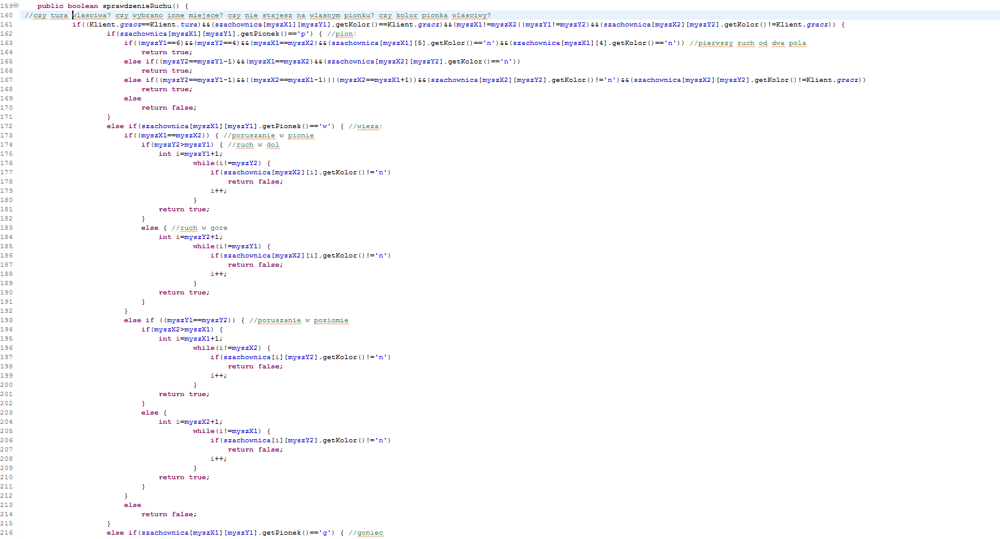 159 public boolean sprawdzenieRuchu() {
160 //czy tura wlasciwa? czy wybrano inne miejsce? czy nie stajesz na wlasnym pionku? czy kolor pionka wlasciwy?
161 if((Klient.gracz==Klient.tura)&&(szachownica[myszX1][myszY1].getKolor()==Klient.gracz)&&(myszX1!=myszX2||myszY1!=myszY2)&&(szachownica[myszX2][myszY2].getKolor()!=Klient.gracz)) {
162 if(szachownica[myszX1][myszY1].getPionek()=='p') { //pion:
163 if((myszY1==6)&&(myszY2==4)&&(myszX1==myszX2)&&(szachownica[myszX1][5].getKolor()=='n')&&(szachownica[myszX1][4].getKolor()=='n')) //pierwszy ruch od dwa pola
164 return true;
165 else if((myszY2==myszY1-1)&&(myszX1==myszX2)&&(szachownica[myszX2][myszY2].getKolor()=='n'))
166 return true;
167 else if((myszY2==myszY1-1)&&((myszX2==myszX1-1)||(myszX2==myszX1+1))&&(szachownica[myszX2][myszY2].getKolor()!='n')&&(szachownica[myszX2][myszY2].getKolor()!=Klient.gracz))
168 return true;
169 else
170 return false;
171 }
172 else if(szachownica[myszX1][myszY1].getPionek()=='w') { //wieza:
173 if((myszX1==myszX2)) { //poruszanie w pionie
174 if(myszY2>myszY1) { //ruch w dol
175 int i=myszY1+1;
176 while(i!=myszY2) {
177 if(szachownica[myszX2][i].getKolor()!='n')
178 return false;
179 i++;
180 }
181 return true;
182 }
183 else { //ruch w gore
184 int i=myszY2+1;
185 while(i!=myszY1) {
186 if(szachownica[myszX2][i].getKolor()!='n')
187 return false;
188 i++;
189 }
190 return true;
191 }
192 }
193 else if ((myszY1==myszY2)) { //poruszanie w poziomie
194 if(myszX2>myszX1) {
195 int i=myszX1+1;
196 while(i!=myszX2) {
197 if(szachownica[i][myszY2].getKolor()!='n')
198 return false;
199 i++;
200 }
201 return true;
202 }
203 else {
204 int i=myszX2+1;
205 while(i!=myszX1) {
206 if(szachownica[i][myszY2].getKolor()!='n')
207 return false;
208 i++;
209 }
210 return true;
211 }
212 }
213 else
214 return false;
215 }
216 else if(szachownica[myszX1][myszY1].getPionek()=='g') { //goniec